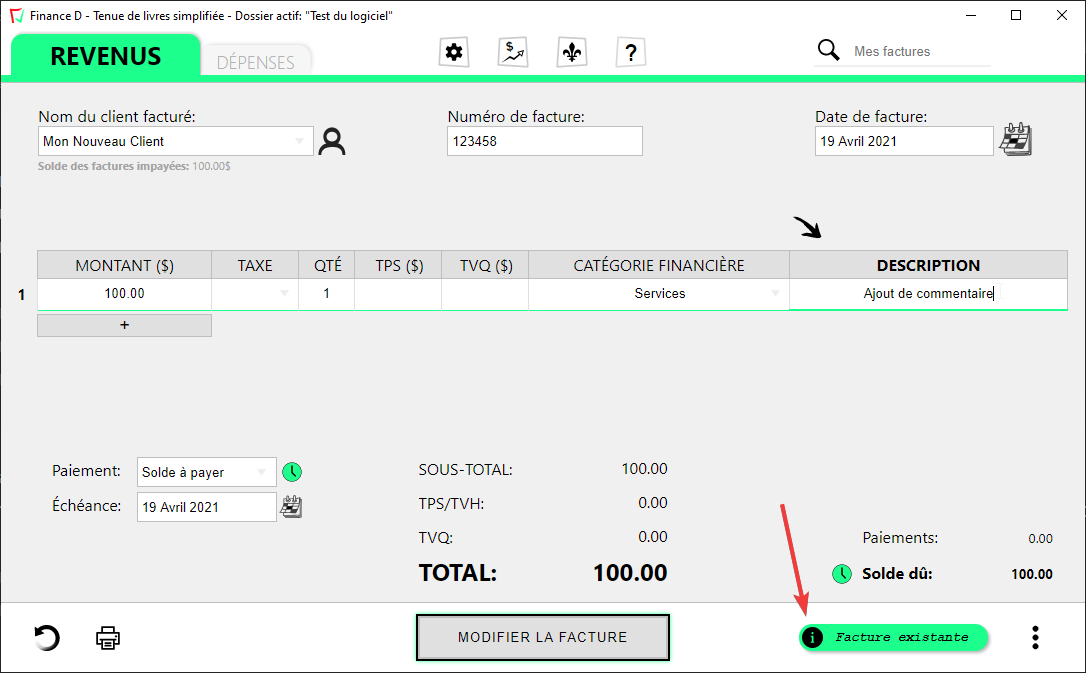 Finance D - Tenue de livres simplifiée - Dossier actif: "Test du logiciel"
REVENUS
DÉPENSES
$
?
Mes factures
Nom du client facturé:
Numéro de facture:
Date de facture:
Mon Nouveau Client
123458
19 Avril 2021
Solde des factures impayées: 100.00$
MONTANT ($) TAXE QTÉ TPS ($) TVQ ($) CATÉGORIE FINANCIÈRE DESCRIPTION
1 100.00 1 Services Ajout de commentaire
+
Paiement: Solde à payer
Échéance: 19 Avril 2021
SOUS-TOTAL: 100.00
TPS/TVH: 0.00
TVQ: 0.00
TOTAL: 100.00
Paiements: 0.00
Solde dû: 100.00
MODIFIER LA FACTURE
i Facture existante